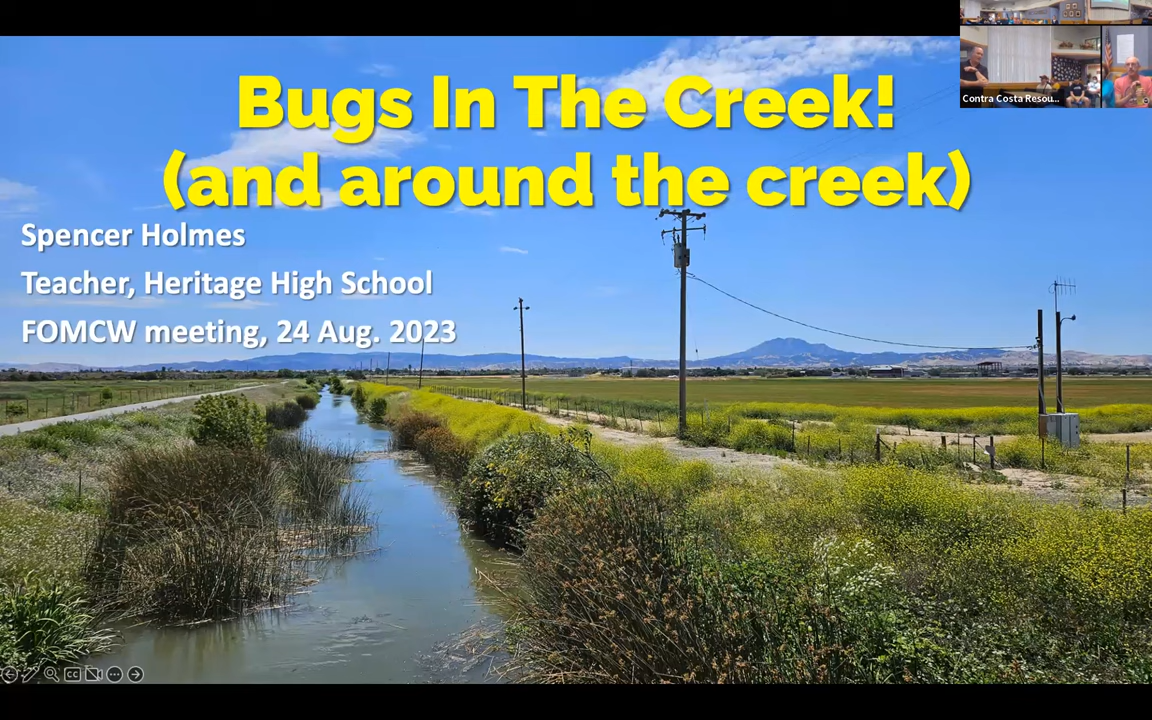 Bugs In The Creek!
(and around the creek)
Spencer Holmes
Teacher, Heritage High School
FOMCW meeting, 24 Aug. 2023
Contra Costa Resou...
CC